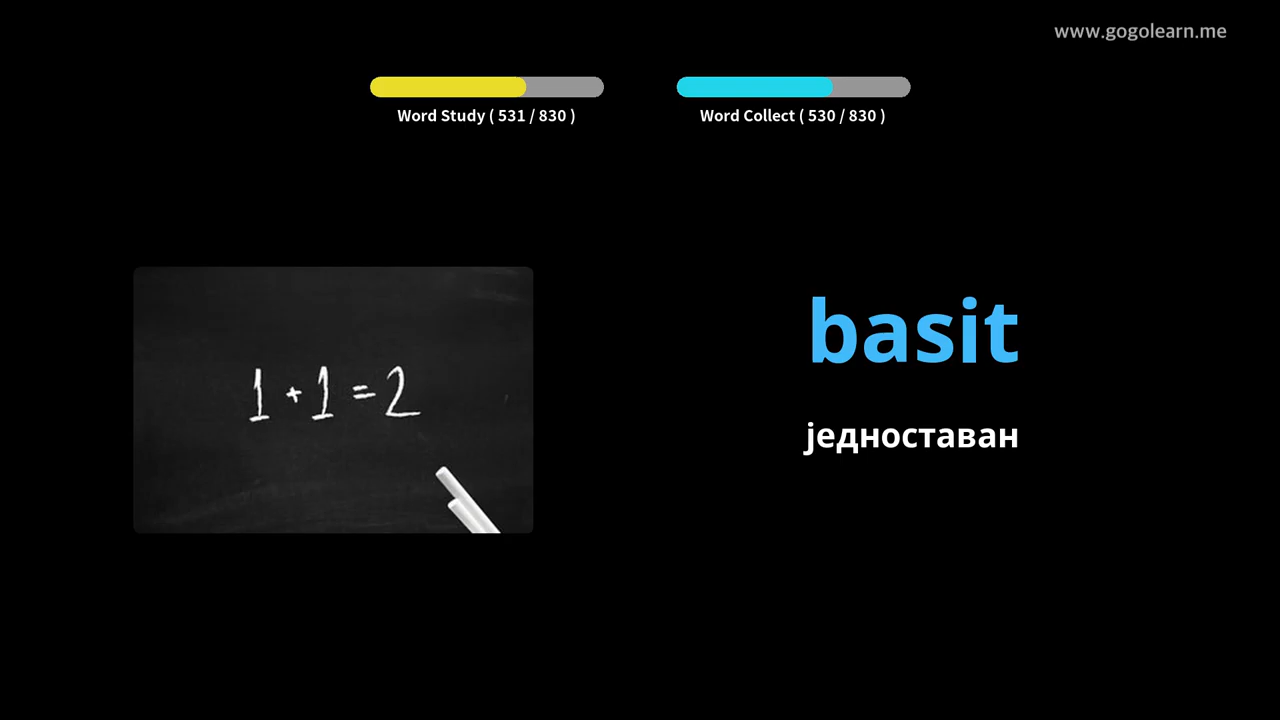 www.gogolearn.me
Word Study ( 531 / 830 )
Word Collect ( 530 / 830 )
1 + 1 = 2
basit
једноставан